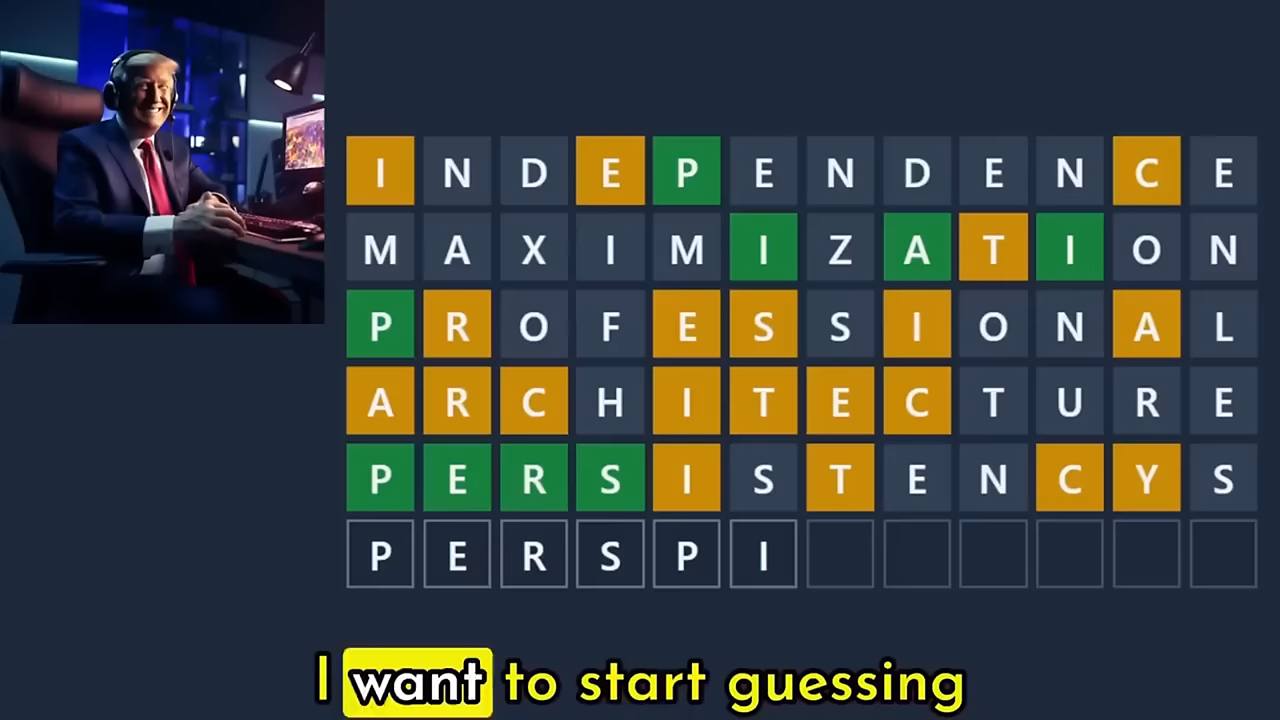 INDEPENDENCE
MAXIMIZATION
PROFESSIONAL
ARCHITECTURE
PERSISTENCYS
PERSPI
I want to start guessing